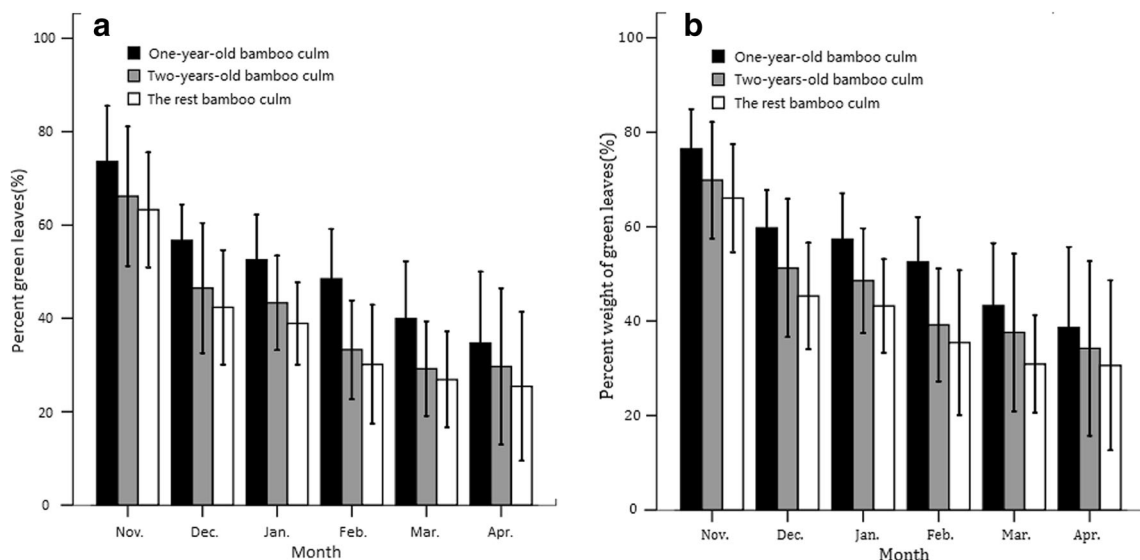 a
One-year-old bamboo culm
Two-years-old bamboo culm
The rest bamboo culm
Percent green leaves(%)
100
80
60
40
20
0
Nov. Dec. Jan. Feb. Mar. Apr.
Month
b
One-year-old bamboo culm
Two-years-old bamboo culm
The rest bamboo culm
Percent weight of green leaves(%)
100
80
60
40
20
0
Nov. Dec. Jan. Feb. Mar. Apr.
Month